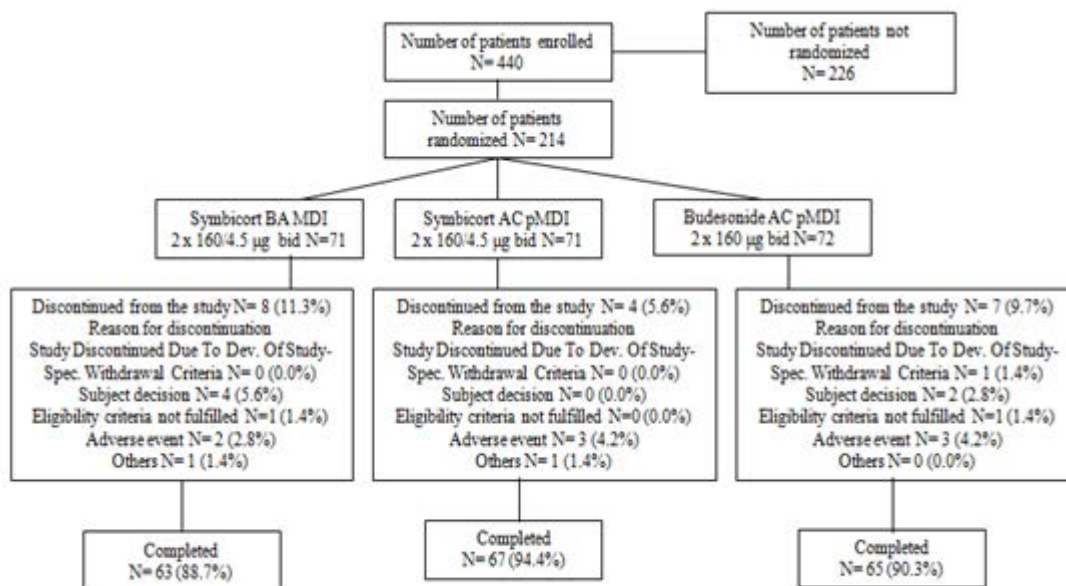 Number of patients enrolled
N= 440
Number of patients not
randomized
N= 226
Number of patients
randomized N= 214
Symbicort BA MDI
2 x 160/4.5 µg bid N=71
Symbicort AC pMDI
2 x 160/4.5 µg bid N=71
Budesonide AC pMDI
2 x 160 µg bid N=72
Discontinued from the study N= 8 (11.3%)
Reason for discontinuation
Study Discontinued Due To Dev. Of Study-
Spec. Withdrawal Criteria N= 0 (0.0%)
Subject decision N= 4 (5.6%)
Eligibility criteria not fulfilled N=1 (1.4%)
Adverse event N= 2 (2.8%)
Others N= 1 (1.4%)
Discontinued from the study N= 4 (5.6%)
Reason for discontinuation
Study Discontinued Due To Dev. Of Study-
Spec. Withdrawal Criteria N= 0 (0.0%)
Subject decision N= 0 (0.0%)
Eligibility criteria not fulfilled N=0 (0.0%)
Adverse event N= 3 (4.2%)
Others N= 1 (1.4%)
Discontinued from the study N= 7 (9.7%)
Reason for discontinuation
Study Discontinued Due To Dev. Of Study-
Spec. Withdrawal Criteria N= 1 (1.4%)
Subject decision N= 2 (2.8%)
Eligibility criteria not fulfilled N=1 (1.4%)
Adverse event N= 3 (4.2%)
Others N= 0 (0.0%)
Completed
N= 63 (88.7%)
Completed
N= 67 (94.4%)
Completed
N= 65 (90.3%)